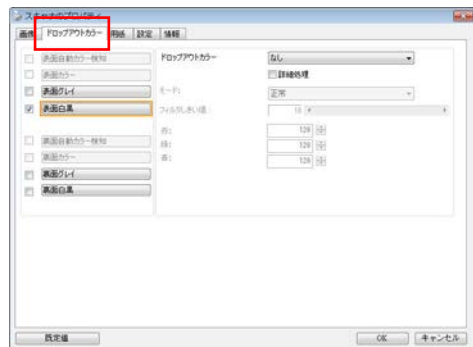 スキャナのプロパティ
画像 ドロップアウトカラー 用紙 設定 情報
表面自動カラー検知
表面カラー
表面グレイ
表面白黒
裏面自動カラー検知
裏面カラー
裏面グレイ
裏面白黒
ドロップアウトカラー なし
詳細処理
モード: 正常
フィルタしきい値: 10
赤: 128
緑: 128
青: 128
既定値 OK キャンセル